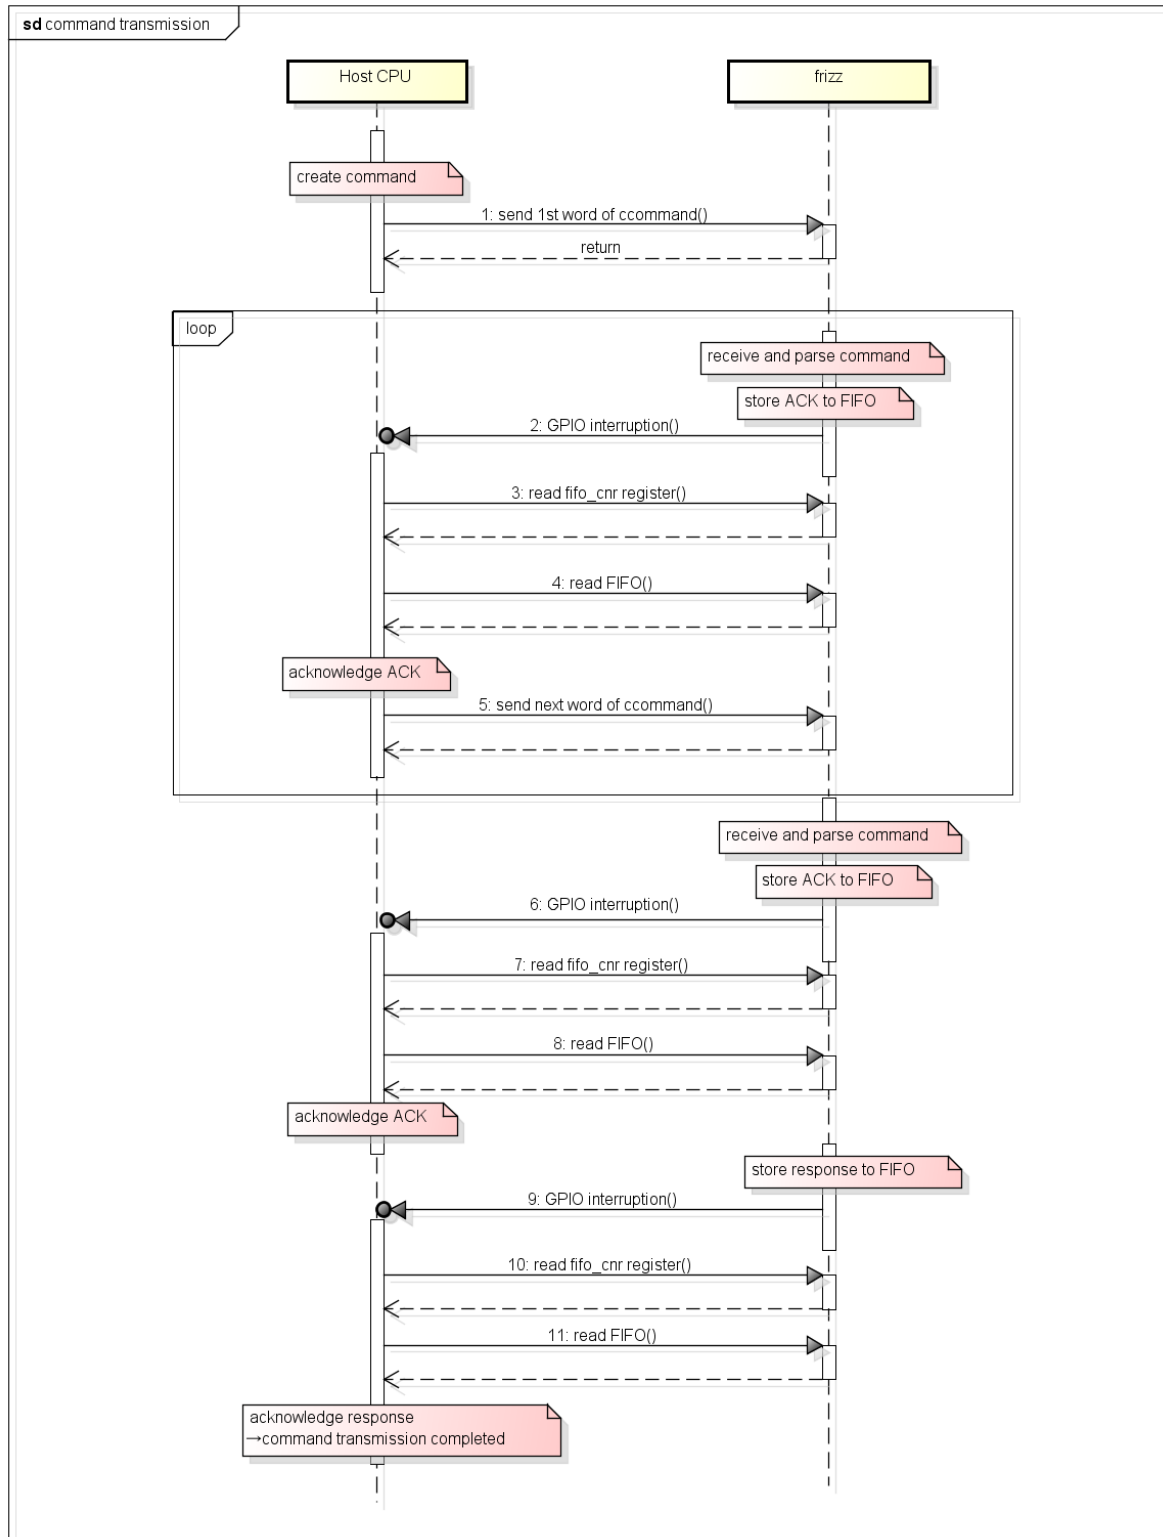 sd command transmission
Host CPU
frizz
create command
1: send 1st word of ccommand()
return
loop
receive and parse command
store ACK to FIFO
2: GPIO interruption()
3: read fifo_cnr register()
4: read FIFO()
acknowledge ACK
5: send next word of ccommand()
receive and parse command
store ACK to FIFO
6: GPIO interruption()
7: read fifo_cnr register()
8: read FIFO()
acknowledge ACK
store response to FIFO
9: GPIO interruption()
10: read fifo_cnr register()
11: read FIFO()
acknowledge response
→command transmission completed